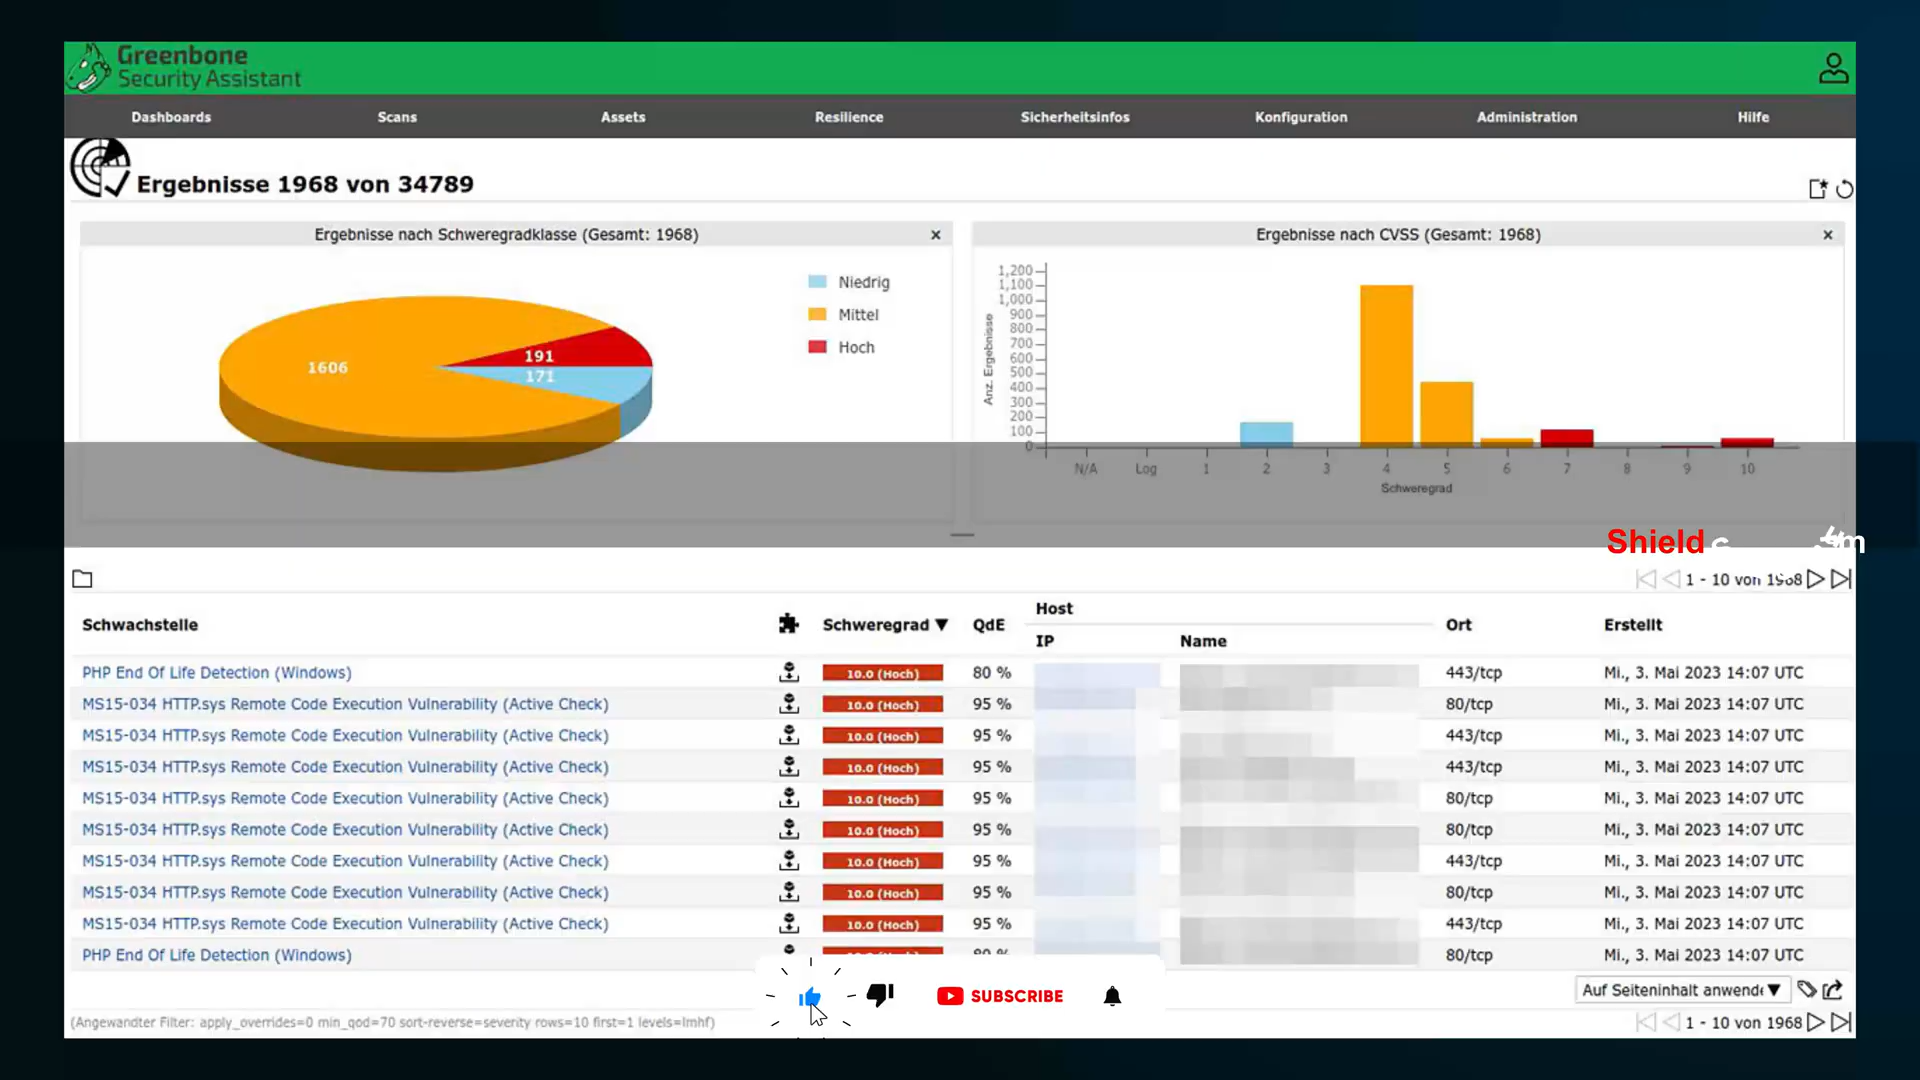 Greenbone
Security Assistant
Dashboards Scans Assets Resilience Sicherheitsinfos Konfiguration Administration Hilfe
Ergebnisse 1968 von 34789
Ergebnisse nach Schweregradklasse (Gesamt: 1968) ×
Niedrig
Mittel
Hoch
1606
191
171
Ergebnisse nach CVSS (Gesamt: 1968) ×
Anz. Ergebnisse
1,200
1,100
1,000
900
800
700
600
500
400
300
200
100
0
N/A Log 1 2 3 4 5 6 7 8 9 10
Schweregrad
Shield
1 - 10 von 1968
Schwachstelle Schweregrad ▼ QdE Host IP Name Ort Erstellt
PHP End Of Life Detection (Windows) 10.0 (Hoch) 80 % 443/tcp Mi., 3. Mai 2023 14:07 UTC
MS15-034 HTTP.sys Remote Code Execution Vulnerability (Active Check) 10.0 (Hoch) 95 % 80/tcp Mi., 3. Mai 2023 14:07 UTC
MS15-034 HTTP.sys Remote Code Execution Vulnerability (Active Check) 10.0 (Hoch) 95 % 443/tcp Mi., 3. Mai 2023 14:07 UTC
MS15-034 HTTP.sys Remote Code Execution Vulnerability (Active Check) 10.0 (Hoch) 95 % 443/tcp Mi., 3. Mai 2023 14:07 UTC
MS15-034 HTTP.sys Remote Code Execution Vulnerability (Active Check) 10.0 (Hoch) 95 % 80/tcp Mi., 3. Mai 2023 14:07 UTC
MS15-034 HTTP.sys Remote Code Execution Vulnerability (Active Check) 10.0 (Hoch) 95 % 80/tcp Mi., 3. Mai 2023 14:07 UTC
MS15-034 HTTP.sys Remote Code Execution Vulnerability (Active Check) 10.0 (Hoch) 95 % 443/tcp Mi., 3. Mai 2023 14:07 UTC
MS15-034 HTTP.sys Remote Code Execution Vulnerability (Active Check) 10.0 (Hoch) 95 % 80/tcp Mi., 3. Mai 2023 14:07 UTC
MS15-034 HTTP.sys Remote Code Execution Vulnerability (Active Check) 10.0 (Hoch) 95 % 443/tcp Mi., 3. Mai 2023 14:07 UTC
PHP End Of Life Detection (Windows) 80/tcp Mi., 3. Mai 2023 14:07 UTC
Auf Seiteninhalt anwende ▼
SUBSCRIBE
(Angewandter Filter: apply_overrides=0 min_qod=70 sort-reverse=severity rows=10 first=1 levels=lmhf)
1 - 10 von 1968